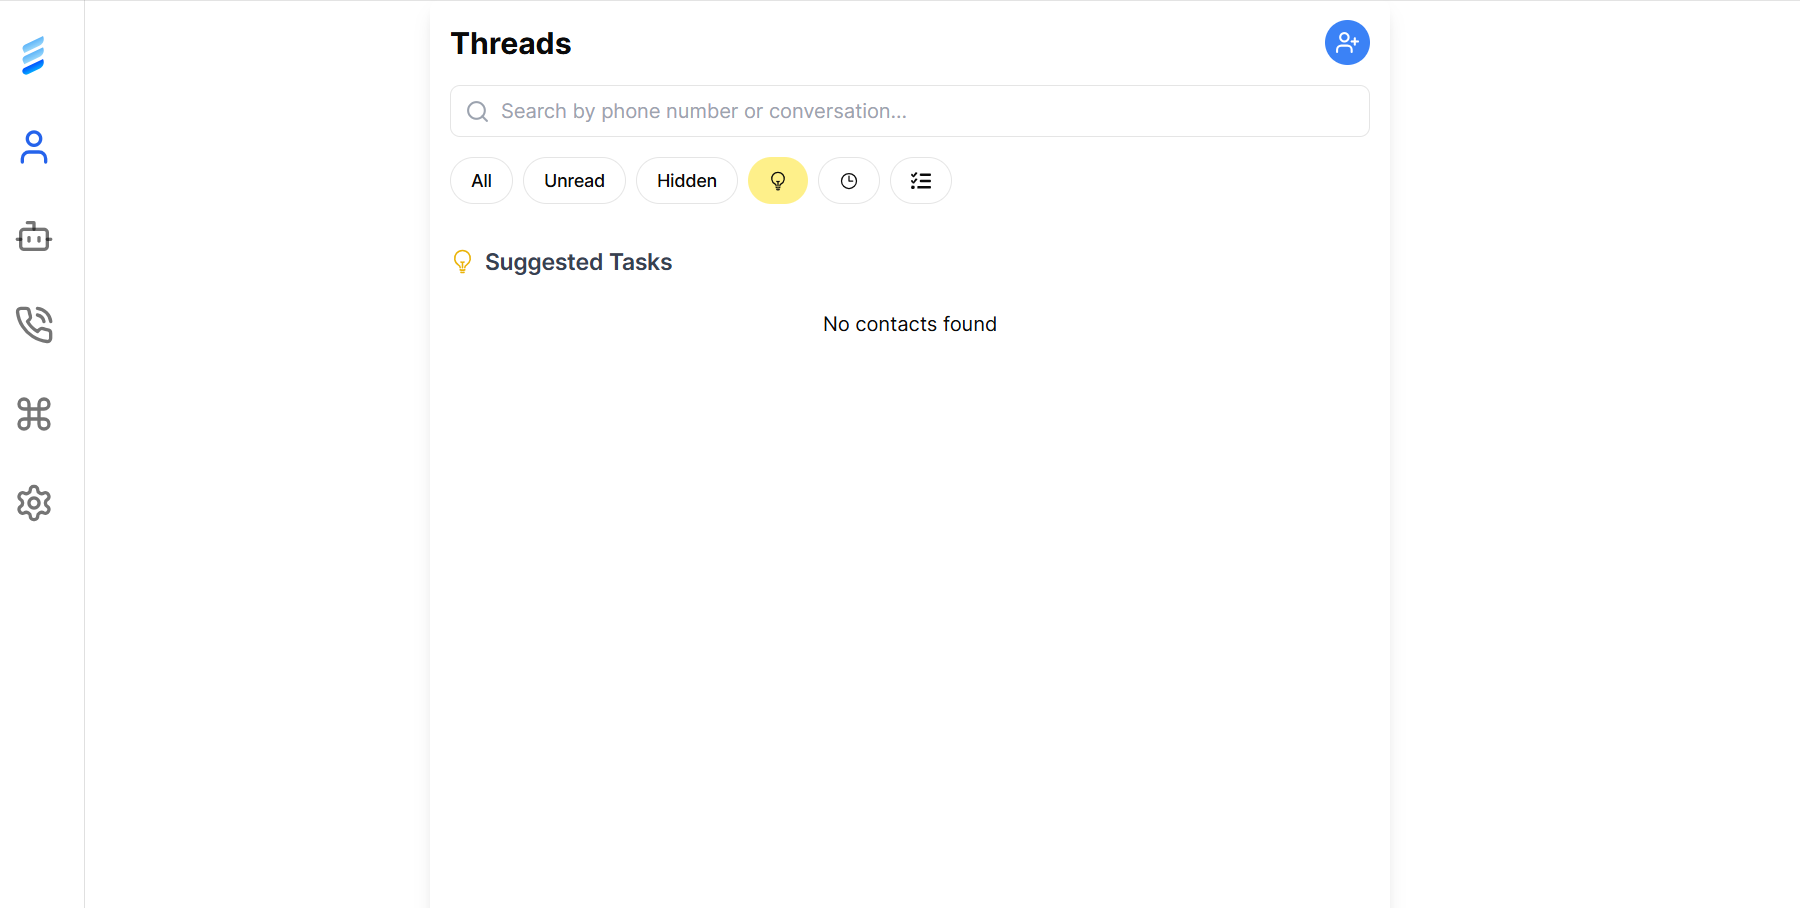 Threads
Search by phone number or conversation...
All Unread Hidden
Suggested Tasks
No contacts found